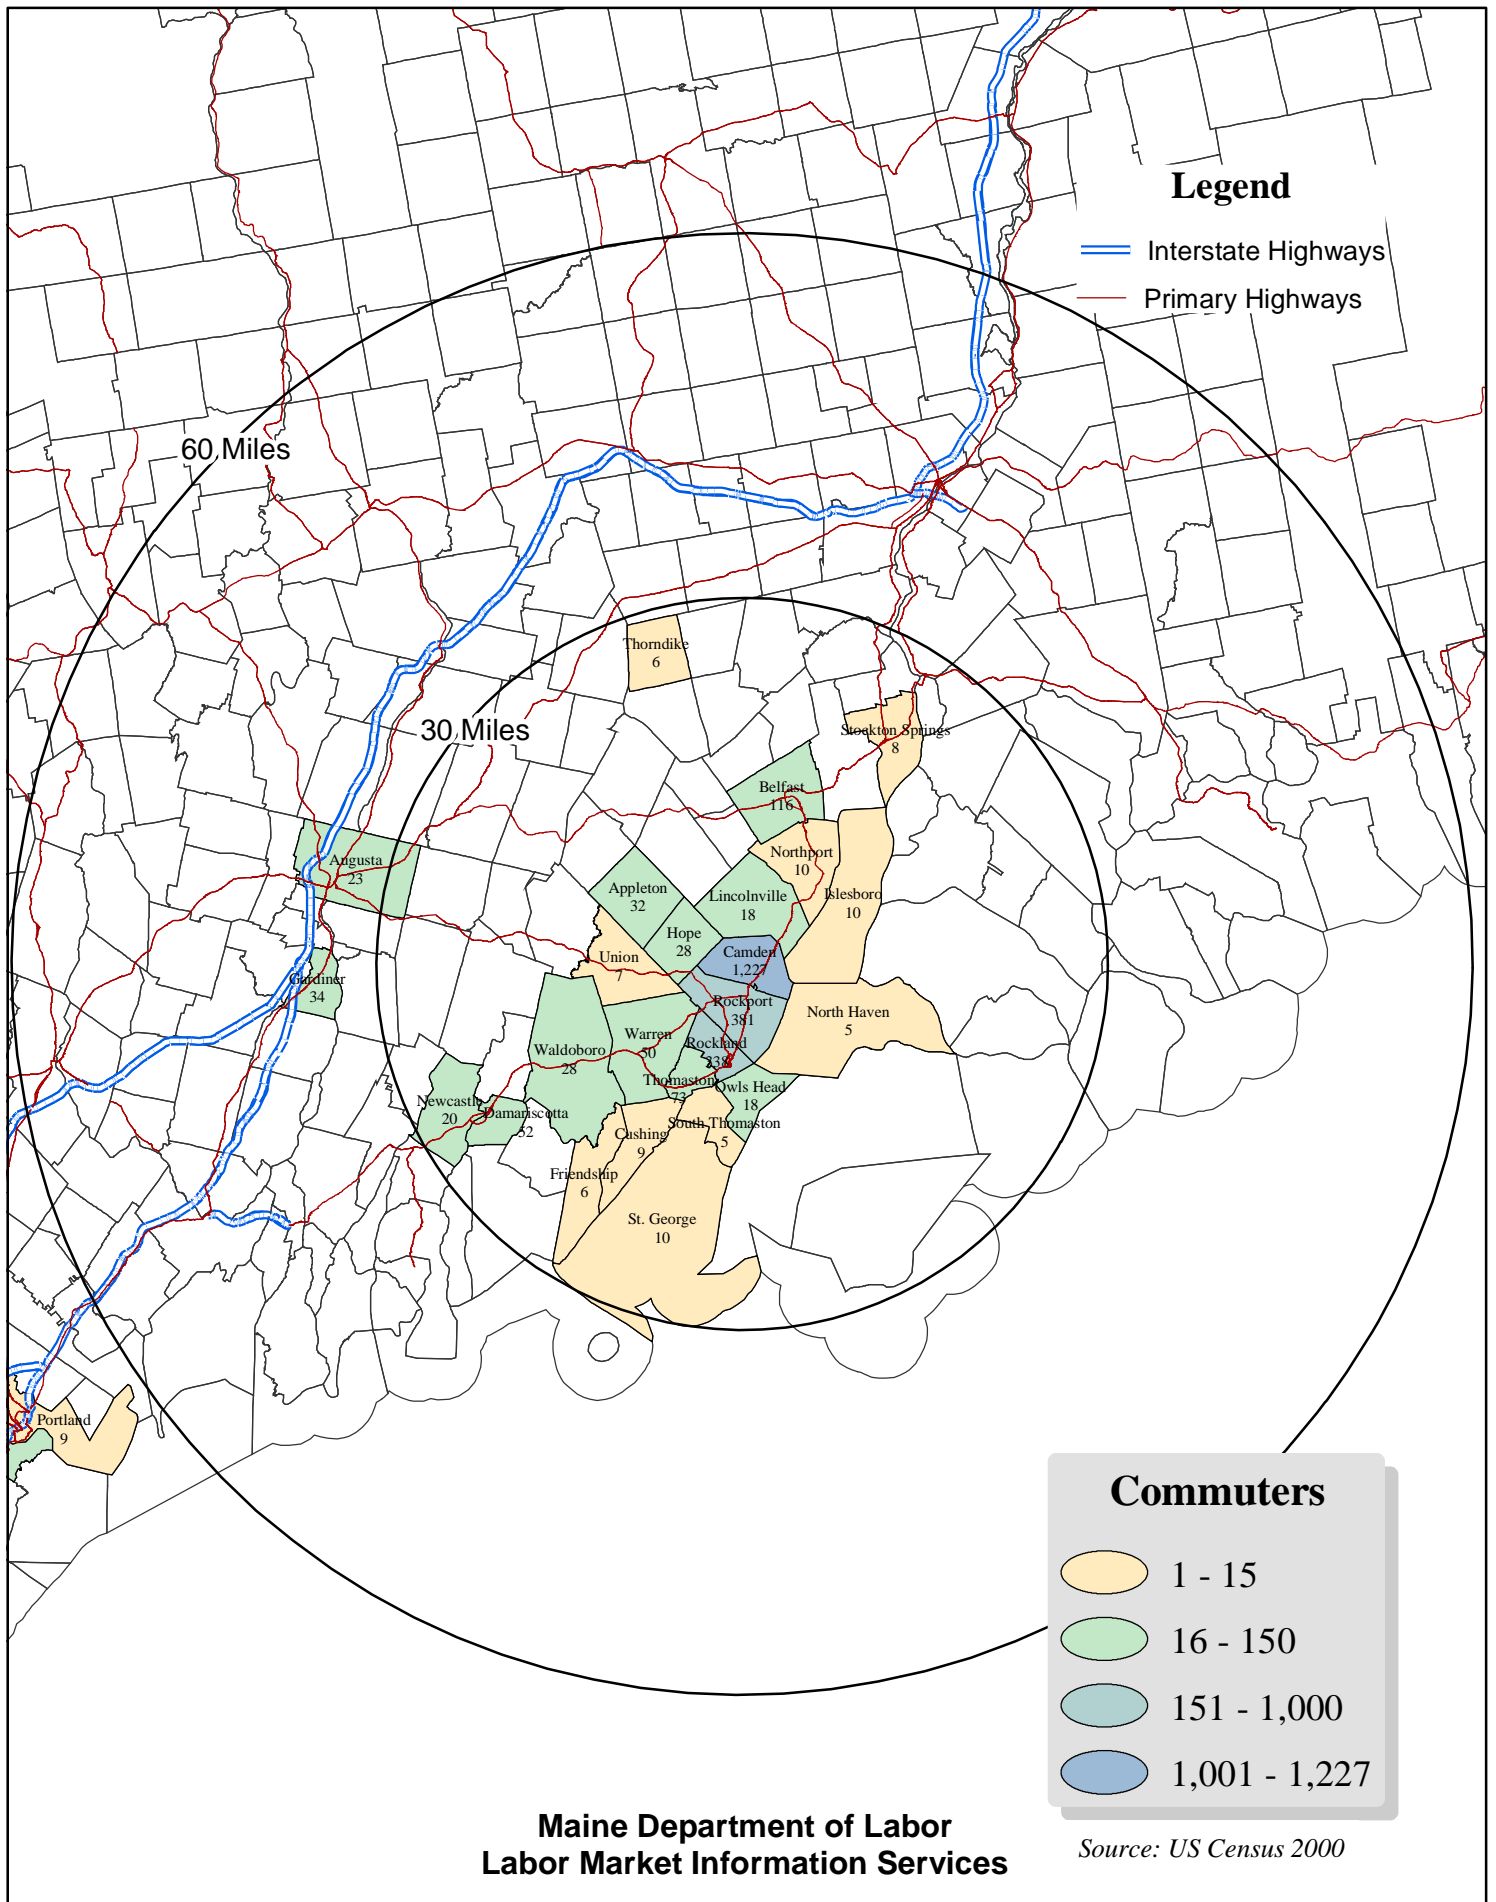 Legend
Interstate Highways
Primary Highways
60 Miles
30 Miles
Thorndike
6
Stockton Springs
8
Belfast
116
Northport
10
Islesboro
10
Augusta
23
Appleton
32
Lincolnville
18
Hope
28
Camden
1,227
Union
7
Gardiner
34
Rockport
381
North Haven
5
Warren
50
Rockland
238
Waldoboro
28
Thomaston
73
Owls Head
18
Newcastle
20
Damariscotta
52
South Thomaston
5
Cushing
9
Friendship
6
St. George
10
Portland
9
Commuters
1 - 15
16 - 150
151 - 1,000
1,001 - 1,227
Maine Department of Labor
Labor Market Information Services
Source: US Census 2000